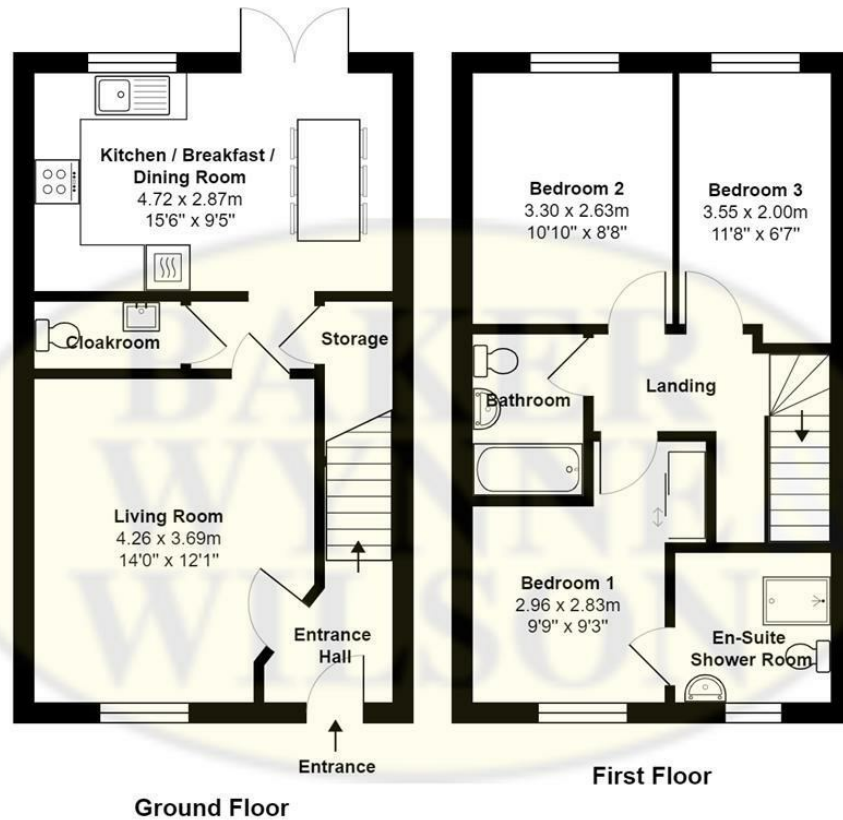 Kitchen / Breakfast /
Dining Room
4.72 x 2.87m
15'6" x 9'5"
Cloakroom
Storage
Living Room
4.26 x 3.69m
14'0" x 12'1"
Entrance
Hall
Entrance
Ground Floor
Bedroom 2
3.30 x 2.63m
10'10" x 8'8"
Bedroom 3
3.55 x 2.00m
11'8" x 6'7"
Bathroom
Landing
Bedroom 1
2.96 x 2.83m
9'9" x 9'3"
En-Suite
Shower Room
First Floor
BAKER
WYNNE
WILSON